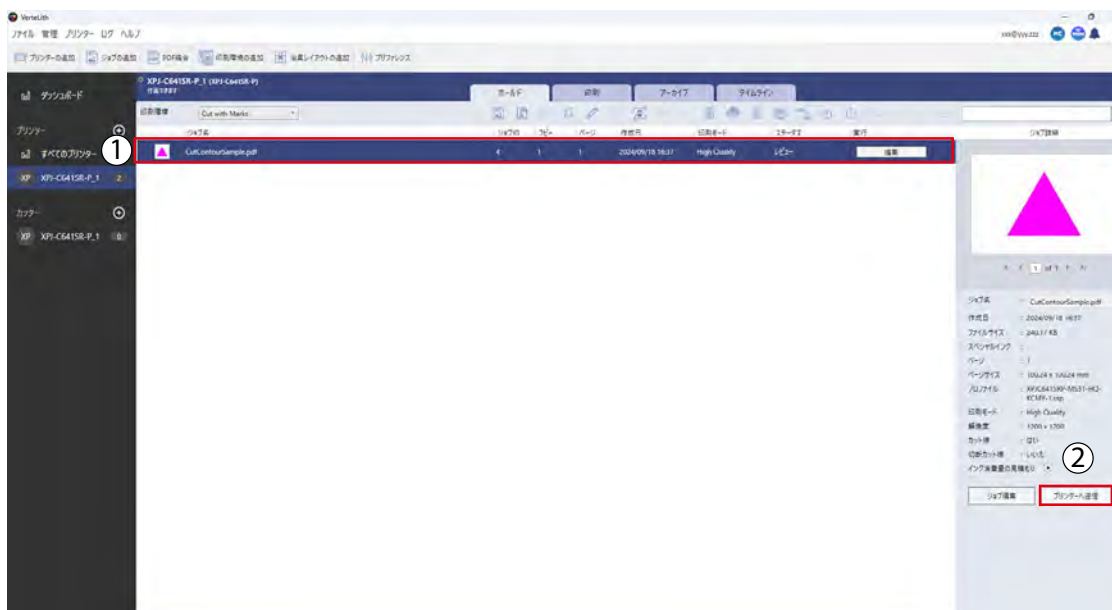 VerteLith
ファイル 管理 プリンター ログ ヘルプ
xxx@yyy.zzz
プリンターの追加 ジョブの追加 PDF検査 印刷環境の追加 金属レイアウトの追加 プリファレンス
XPJ-C641SR-P_1 (XPJ-C641SR-P)
ダッシュボード
ホールド 印刷 アーカイブ タイムライン
印刷環境 Cut with Marks
プリンター
ジョブ名 ジョブID コピー ページ 作成日 印刷モード ステータス 実行 ジョブ詳細
①
すべてのプリンター
CutContourSample.pdf 4 1 1 2024/09/18 16:37 High Quality レビュー 編集
XP XPJ-C641SR-P_1 2
カッター
XP XPJ-C641SR-P_1 0
1 of 1
ジョブ名 : CutContourSample.pdf
作成日 : 2024/09/18 16:37
ファイルサイズ : 240.17 KB
スペシャルインク :
ページ : 1
ページサイズ : 100.24 x 100.24 mm
プロファイル
印刷モード : High Quality
解像度 : 1200 x 1200
カット線 : はい
切断カット線 : いいえ
②
インク消費量の見積もり
ジョブ編集 プリンターへ送信